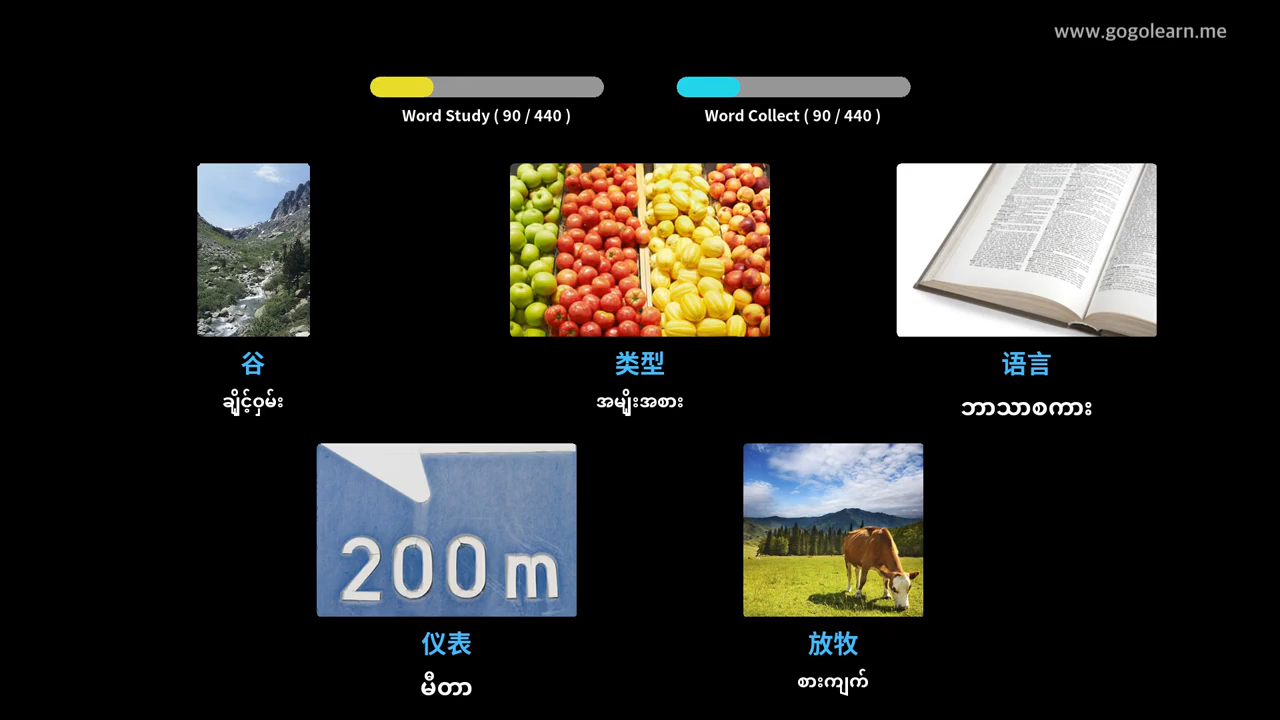 www.gogolearn.me
Word Study ( 90 / 440 )
Word Collect ( 90 / 440 )
谷
ချိုင့်ဝှမ်း
类型
အမျိုးအစား
语言
ဘာသာစကား
200 m
仪表
မီတာ
放牧
စားကျက်